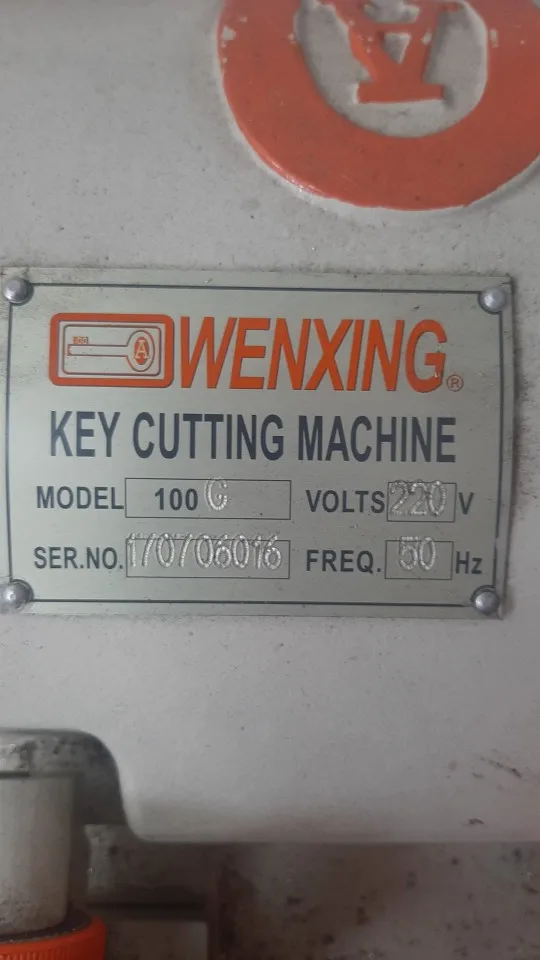 A
A
WENXING®
KEY CUTTING MACHINE
MODEL 100 G VOLTS 220 V
SER.NO. 170706016 FREQ. 50 Hz